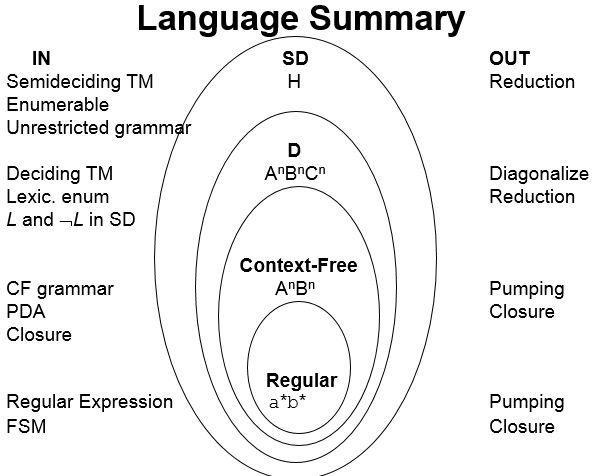 Language Summary
IN SD OUT
Semideciding TM H Reduction
Enumerable
Unrestricted grammar
D
Deciding TM AⁿBⁿCⁿ Diagonalize
Lexic. enum Reduction
L and ¬L in SD
Context-Free
CF grammar AⁿBⁿ Pumping
PDA Closure
Closure
Regular
Regular Expression a*b* Pumping
FSM Closure